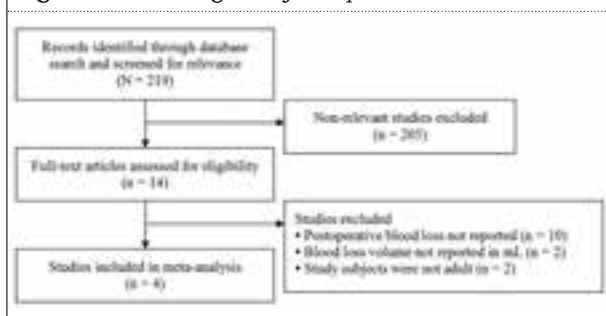 Records identified through database
search and screened for relevance
(N = 219)
Non-relevant studies excluded
(n = 205)
Full-text articles assessed for eligibility
(n = 14)
Studies excluded
• Postoperative blood loss not reported (n = 10)
• Blood loss volume not reported in mL (n = 2)
• Study subjects were not adult (n = 2)
Studies included in meta-analysis
(n = 4)